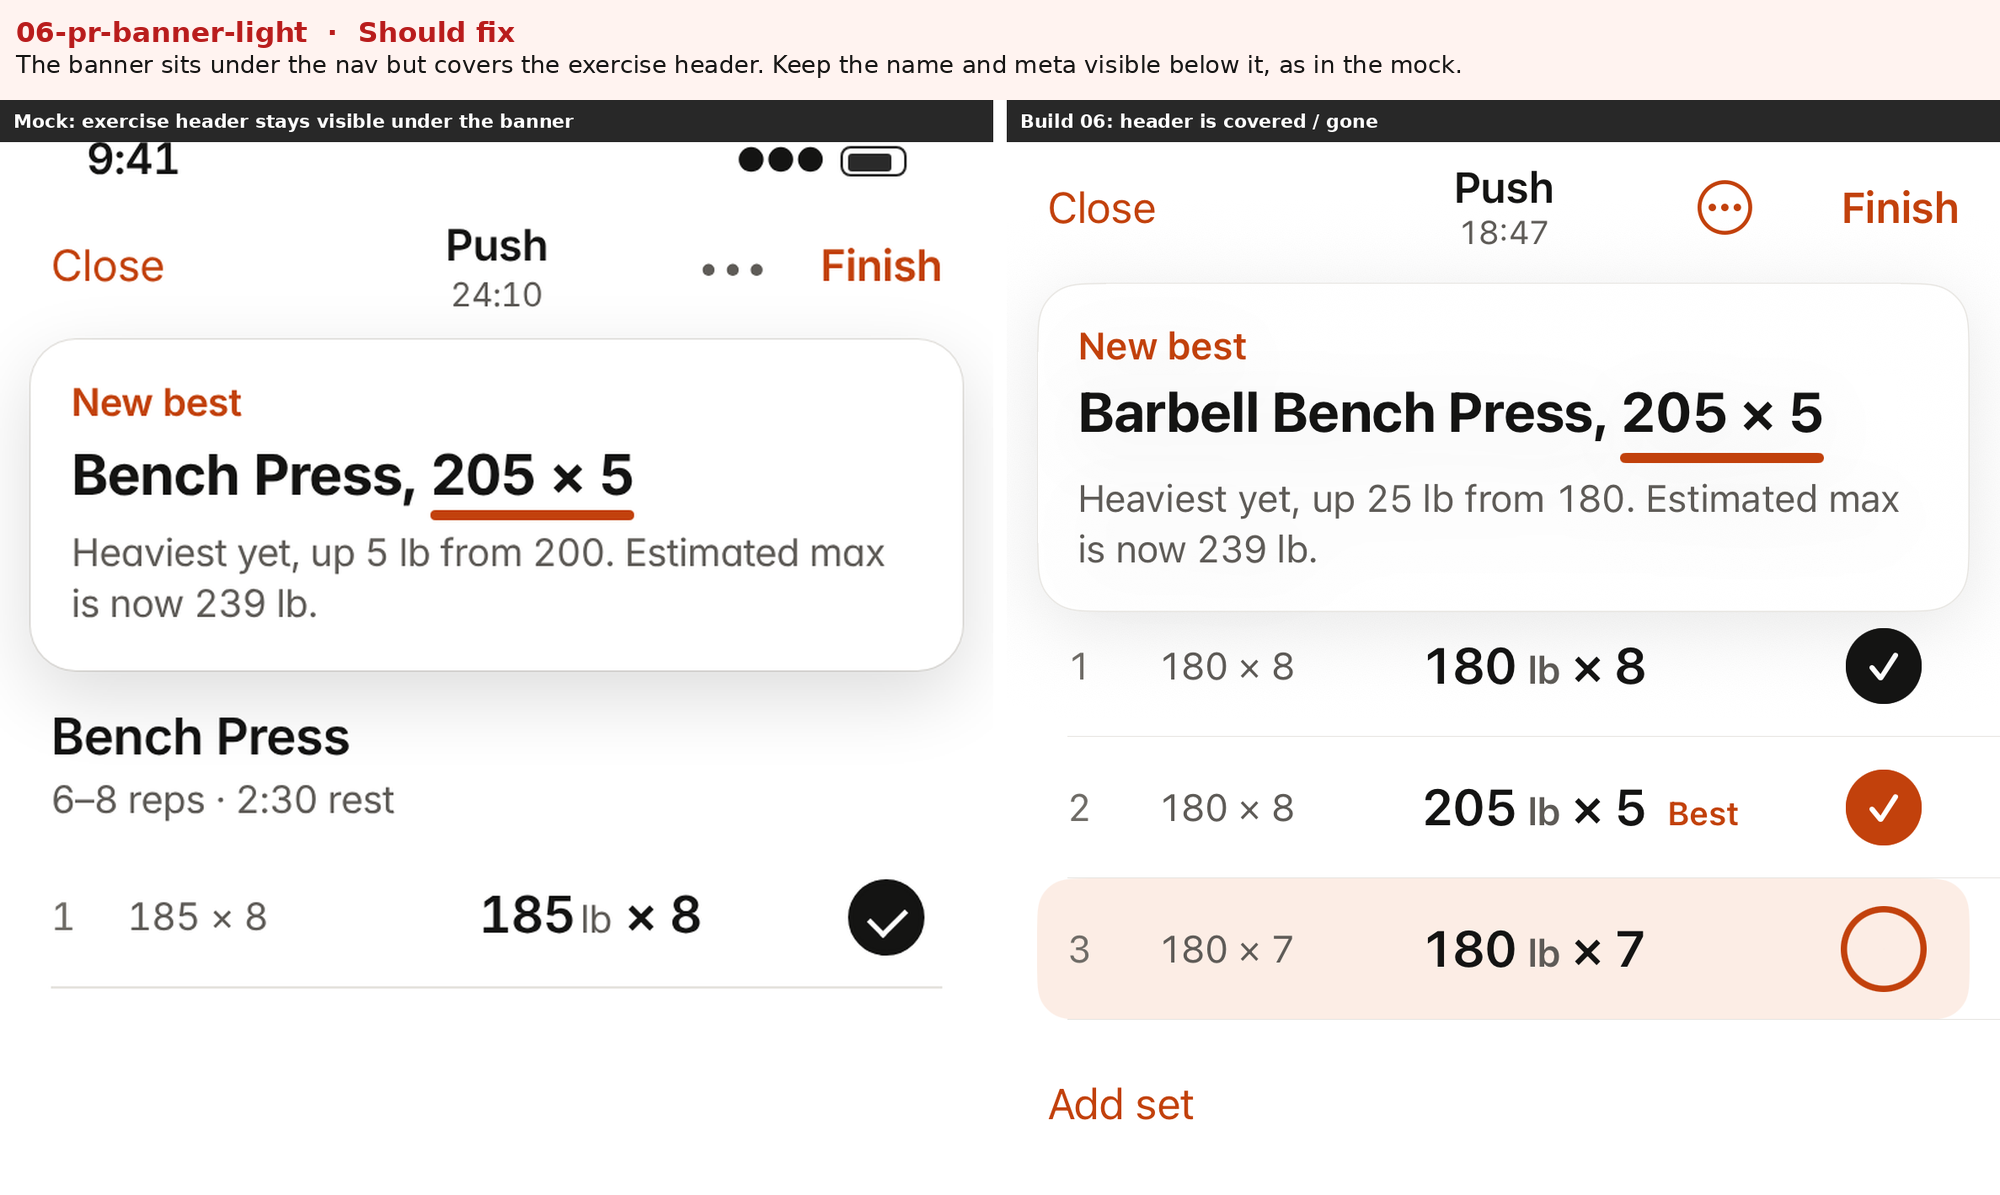 06-pr-banner-light · Should fix
The banner sits under the nav but covers the exercise header. Keep the name and meta visible below it, as in the mock.
Mock: exercise header stays visible under the banner
9:41
Close
Push
24:10
Finish
New best
Bench Press, 205 × 5
Heaviest yet, up 5 lb from 200. Estimated max
is now 239 lb.
Bench Press
6–8 reps · 2:30 rest
1 185 × 8 185 lb × 8
Build 06: header is covered / gone
Close
Push
18:47
Finish
New best
Barbell Bench Press, 205 × 5
Heaviest yet, up 25 lb from 180. Estimated max
is now 239 lb.
1 180 × 8 180 lb × 8
2 180 × 8 205 lb × 5 Best
3 180 × 7 180 lb × 7
Add set